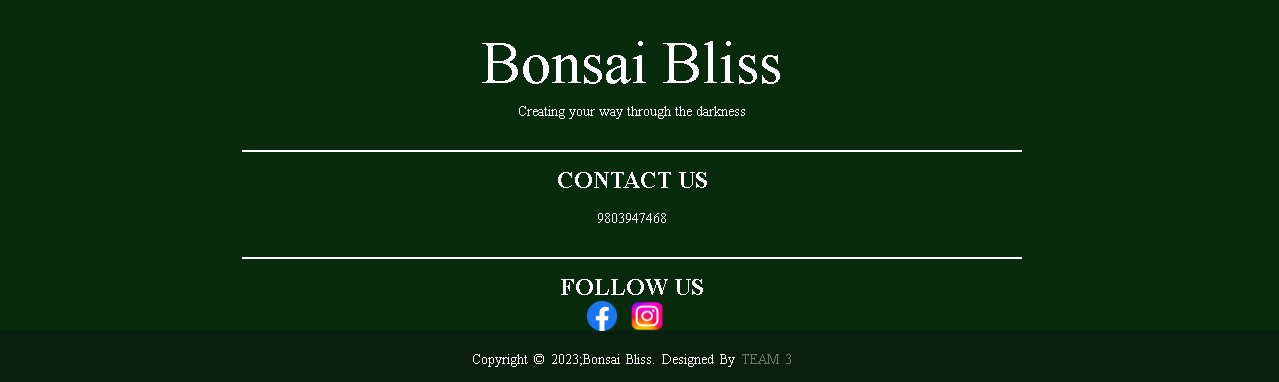 Bonsai Bliss
Creating your way through the darkness
CONTACT US
9803947468
FOLLOW US
Copyright © 2023;Bonsai Bliss. Designed By TEAM 3